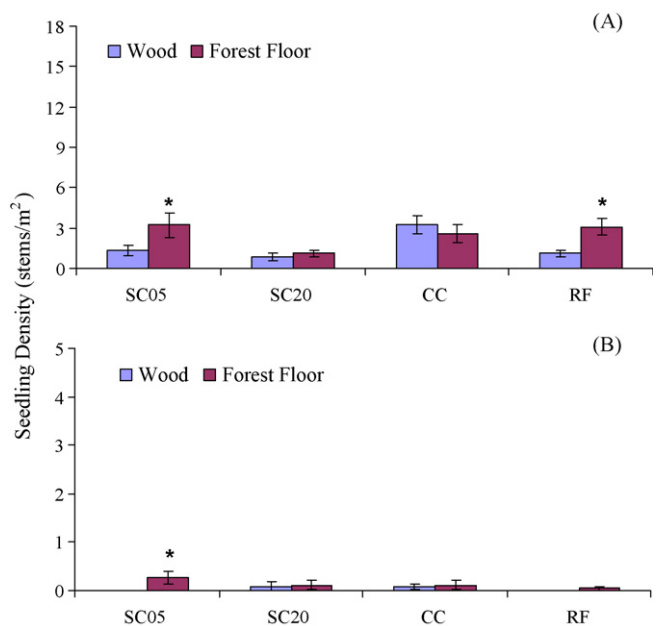 (A)
Wood Forest Floor
18
15
12
9
6
3
0
* *
SC05 SC20 CC RF
Seedling Density (stems/m²)
(B)
Wood Forest Floor
5
4
3
2
1
0
*
SC05 SC20 CC RF